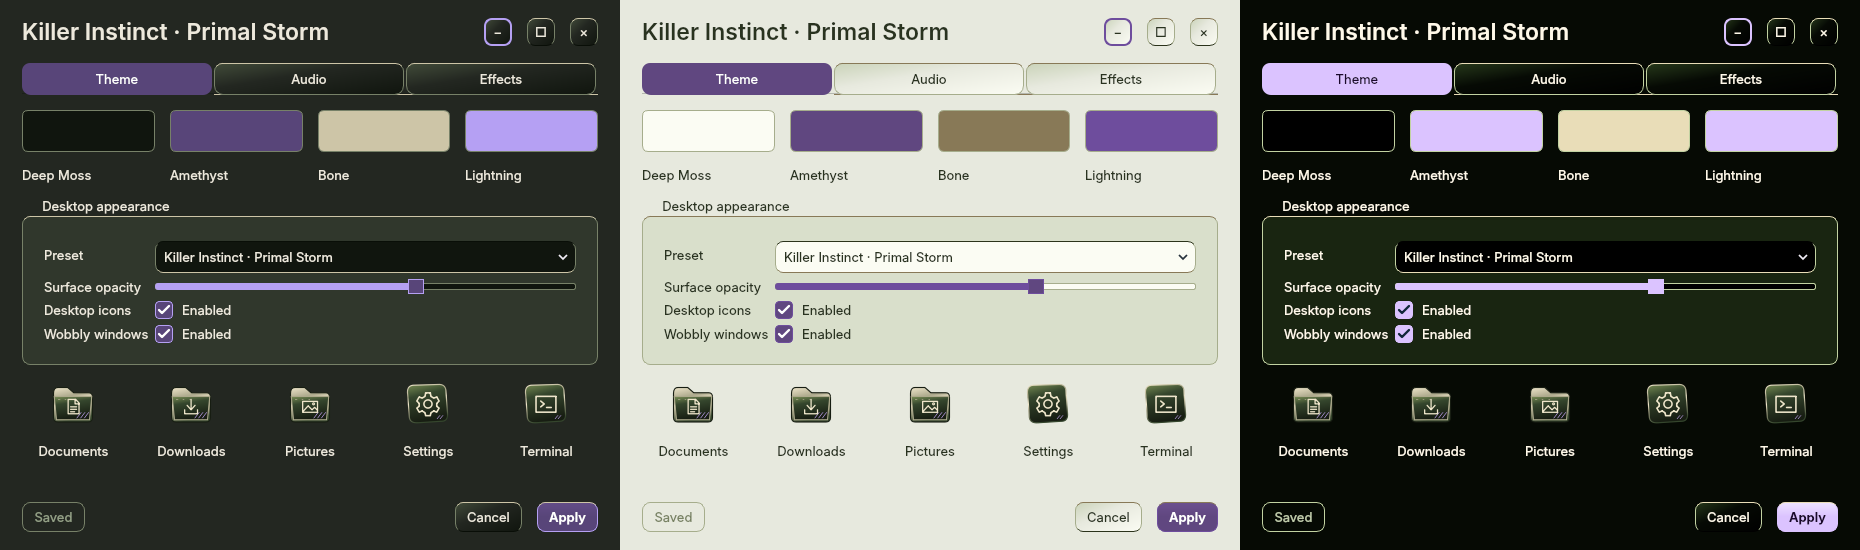 Killer Instinct · Primal Storm
Theme Audio Effects
Deep Moss Amethyst Bone Lightning
Desktop appearance
Preset Killer Instinct · Primal Storm
Surface opacity
Desktop icons Enabled
Wobbly windows Enabled
Documents Downloads Pictures Settings Terminal
Saved Cancel Apply
Killer Instinct · Primal Storm
Theme Audio Effects
Deep Moss Amethyst Bone Lightning
Desktop appearance
Preset Killer Instinct · Primal Storm
Surface opacity
Desktop icons Enabled
Wobbly windows Enabled
Documents Downloads Pictures Settings Terminal
Saved Cancel Apply
Killer Instinct · Primal Storm
Theme Audio Effects
Deep Moss Amethyst Bone Lightning
Desktop appearance
Preset Killer Instinct · Primal Storm
Surface opacity
Desktop icons Enabled
Wobbly windows Enabled
Documents Downloads Pictures Settings Terminal
Saved Cancel Apply